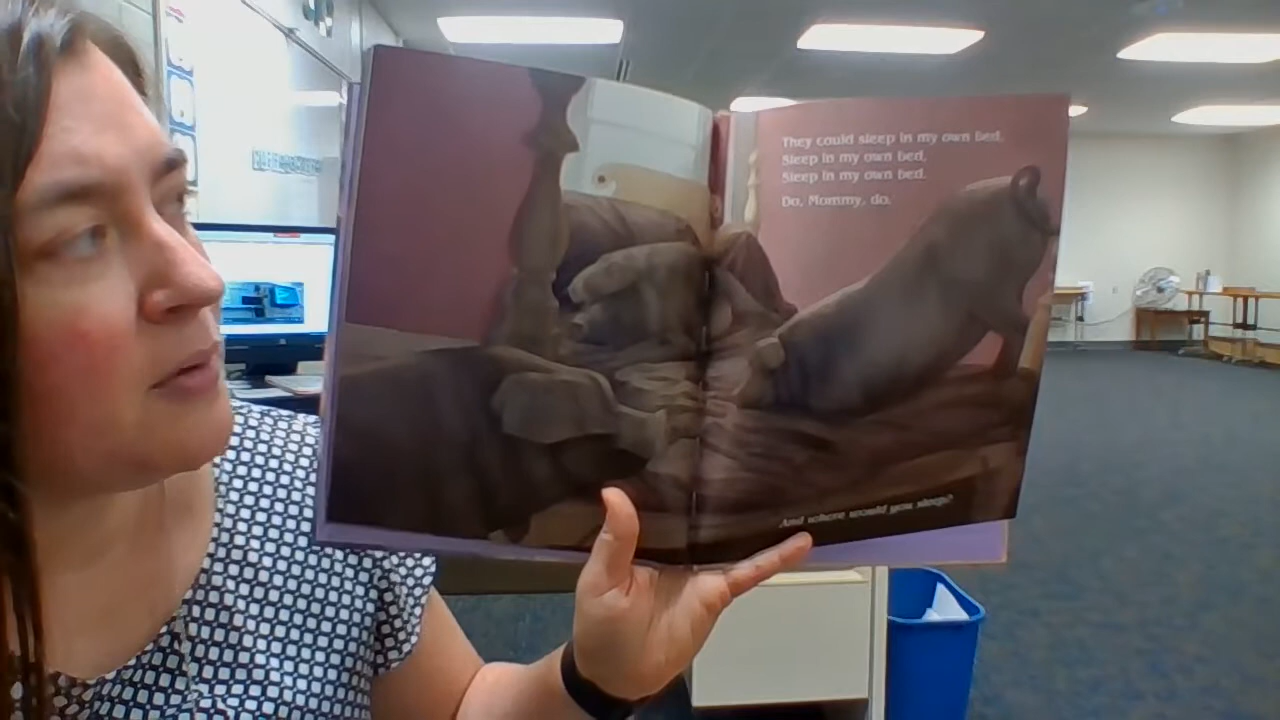 They could sleep in my own bed,
Sleep in my own bed,
Sleep in my own bed.
Do, Mommy, do.
And where would you sleep?